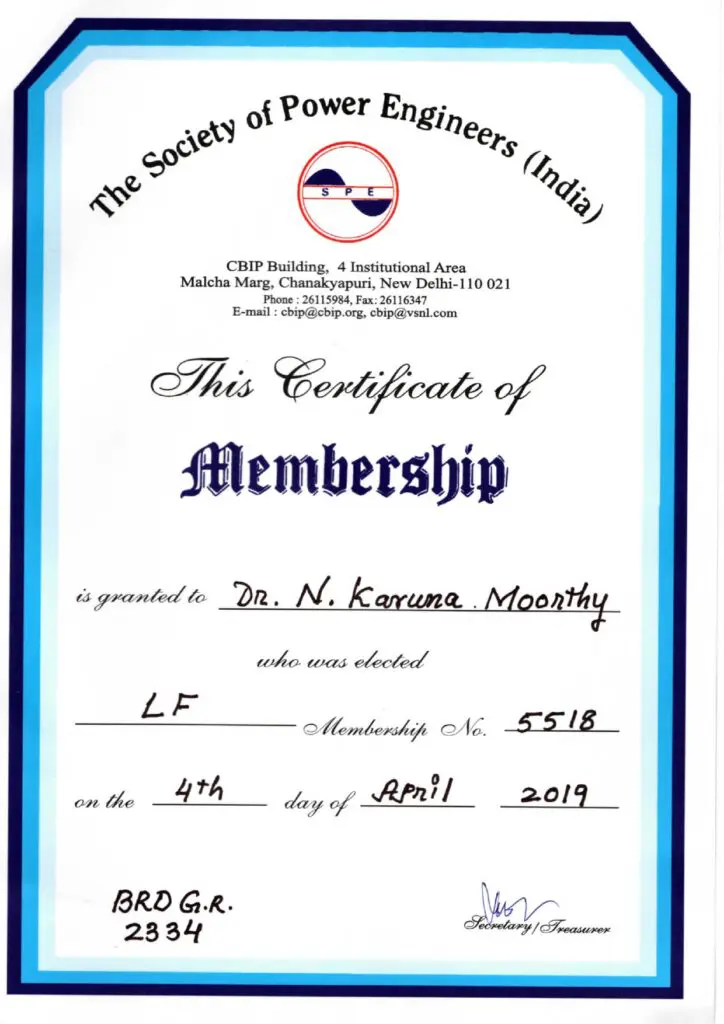 The Society of Power Engineers (India)
S P E
CBIP Building, 4 Institutional Area
Malcha Marg, Chanakyapuri, New Delhi-110 021
Phone : 26115984, Fax: 26116347
E-mail : cbip@cbip.org, cbip@vsnl.com
This Certificate of
Membership
is granted to Dr. N. Karuna Moorthy
who was elected
LF Membership No. 5518
on the 4th day of April 2019
BRD G.R.
2334
Secretary/Treasurer